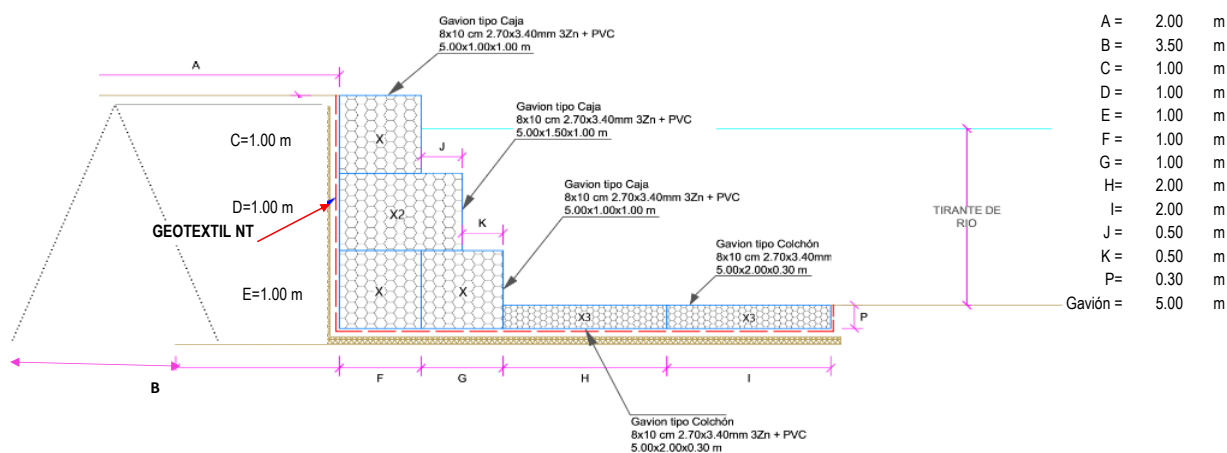 Gavion tipo Caja
8x10 cm 2.70x3.40mm 3Zn + PVC
5.00x1.00x1.00 m
A
C=1.00 m
X
Gavion tipo Caja
8x10 cm 2.70x3.40mm 3Zn + PVC
5.00x1.50x1.00 m
J
D=1.00 m
GEOTEXTIL NT
X2
Gavion tipo Caja
8x10 cm 2.70x3.40mm 3Zn + PVC
5.00x1.00x1.00 m
K
TIRANTE DE
RIO
Gavion tipo Colchón
8x10 cm 2.70x3.40mm
5.00x2.00x0.30 m
E=1.00 m
X
X
X3
X3
P
B
F
G
H
I
Gavion tipo Colchón
8x10 cm 2.70x3.40mm 3Zn + PVC
5.00x2.00x0.30 m
A = 2.00 m
B = 3.50 m
C = 1.00 m
D = 1.00 m
E = 1.00 m
F = 1.00 m
G = 1.00 m
H= 2.00 m
I= 2.00 m
J = 0.50 m
K = 0.50 m
P= 0.30 m
Gavión = 5.00 m